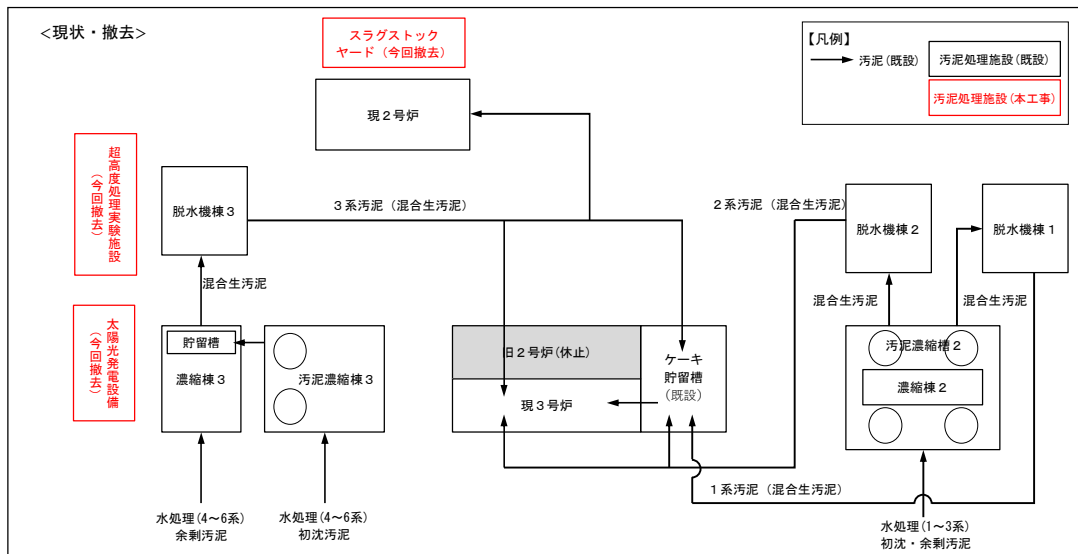 <現状・撤去>
スラグストック
ヤード（今回撤去）
【凡例】
汚泥(既設)
汚泥処理施設(既設)
汚泥処理施設(本工事)
現２号炉
超高度処理実験施設
（今回撤去）
脱水機棟３
３系汚泥（混合生汚泥）
２系汚泥（混合生汚泥）
脱水機棟２
脱水機棟１
混合生汚泥
混合生汚泥
混合生汚泥
太陽光発電設備
（今回撤去）
貯留槽
濃縮棟３
汚泥濃縮棟３
旧２号炉(休止)
現３号炉
ケーキ
貯留槽
(既設)
汚泥濃縮槽２
濃縮棟２
１系汚泥（混合生汚泥）
水処理(4～6系)
余剰汚泥
水処理(4～6系)
初沈汚泥
水処理(1～3系)
初沈・余剰汚泥